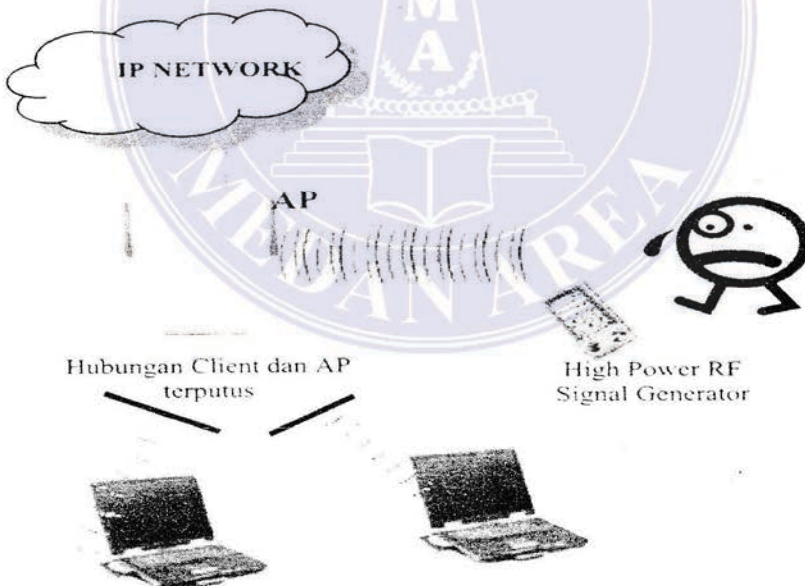 M
A
IP NETWORK
AP
MEDAN AREA
Hubungan Client dan AP
terputus
High Power RF
Signal Generator